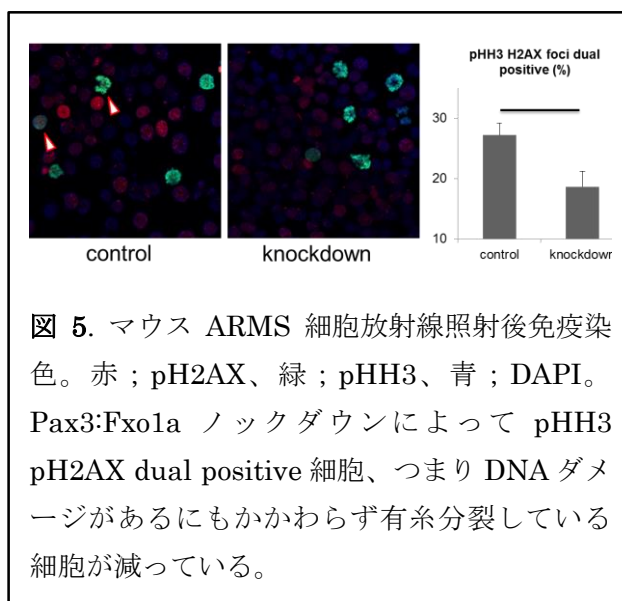 pHH3 H2AX foci dual
positive (%)
30
20
10
control
knockdown
control
knockdown
図 5. マウス ARMS 細胞放射線照射後免疫染
色。赤；pH2AX、緑；pHH3、青；DAPI。
Pax3:Fxo1a ノックダウンによって pHH3
pH2AX dual positive 細胞、つまり DNA ダメ
ージがあるにもかかわらず有糸分裂している
細胞が減っている。